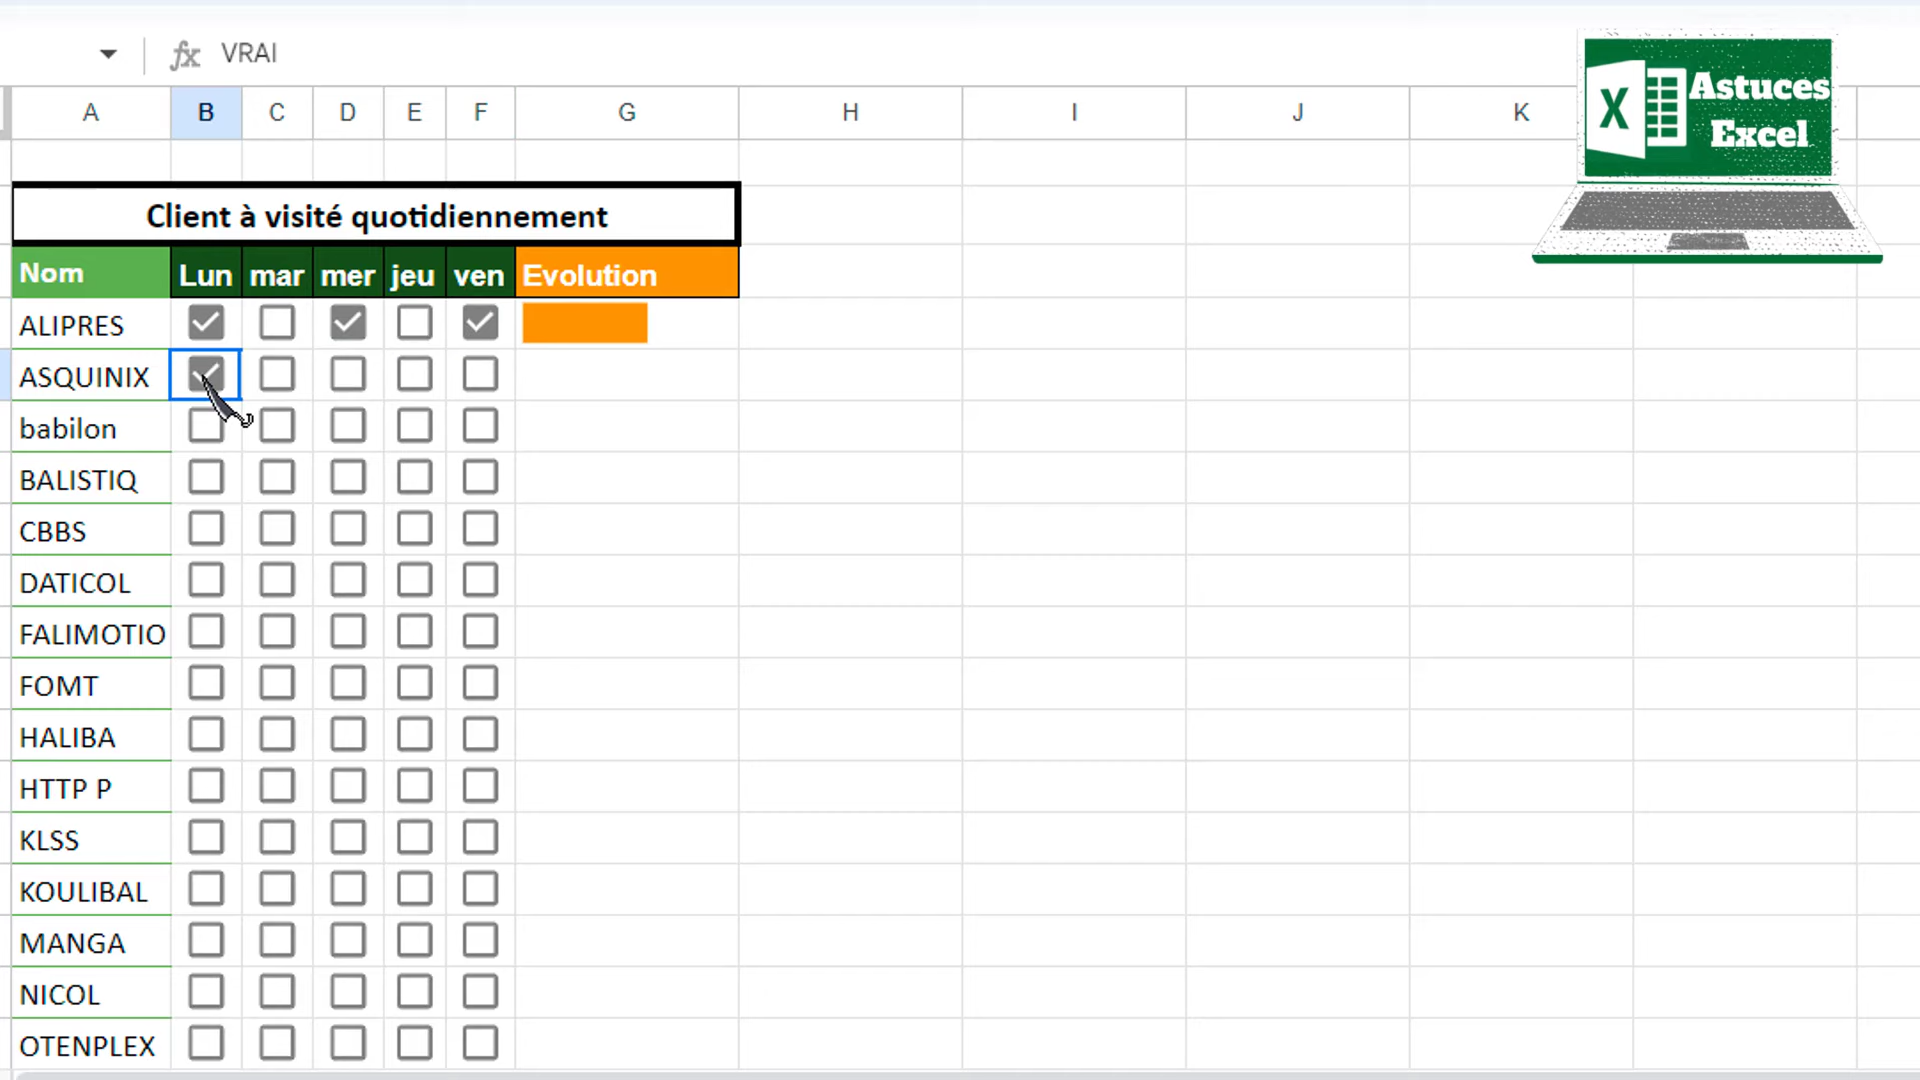 fx VRAI
A B C D E F G H I J K
X Astuces
Excel
Client à visité quotidiennement
Nom Lun mar mer jeu ven Evolution
ALIPRES
ASQUINIX
babilon
BALISTIQ
CBBS
DATICOL
FALIMOTIO
FOMT
HALIBA
HTTP P
KLSS
KOULIBAL
MANGA
NICOL
OTENPLEX